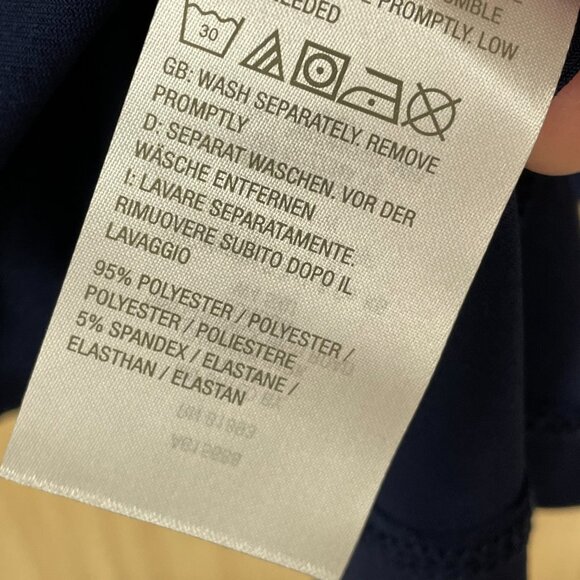 PROMPTLY. LOW
NEEDED
30
GB: WASH SEPARATELY. REMOVE
PROMPTLY
D: SEPARAT WASCHEN. VOR DER
WÄSCHE ENTFERNEN
I: LAVARE SEPARATAMENTE.
RIMUOVERE SUBITO DOPO IL
LAVAGGIO
95% POLYESTER / POLYESTER /
POLYESTER / POLIESTERE
5% SPANDEX / ELASTANE /
ELASTHAN / ELASTAN